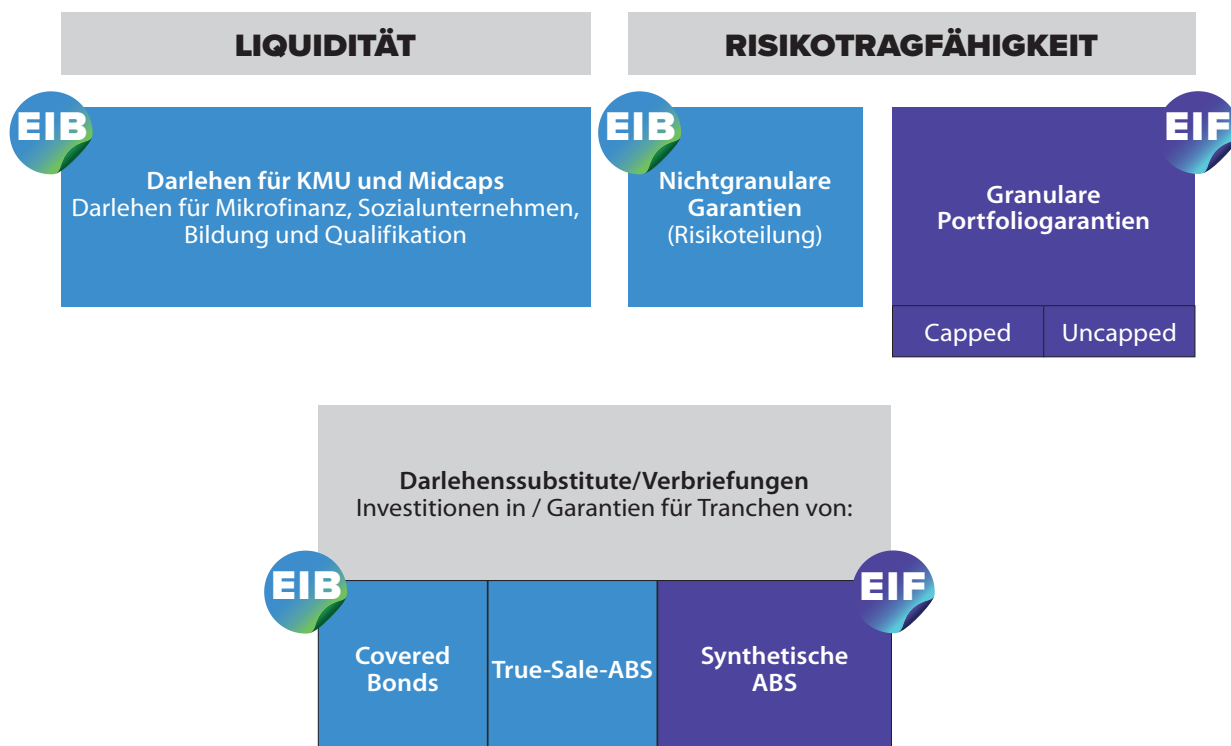 LIQUIDITÄT
RISIKOTRAGFÄHIGKEIT
EIB
Darlehen für KMU und Midcaps
Darlehen für Mikrofinanz, Sozialunternehmen,
Bildung und Qualifikation
EIB
Nichtgranulare
Garantien
(Risikoteilung)
EIF
Granulare
Portfoliogarantien
Capped
Uncapped
Darlehenssubstitute/Verbriefungen
Investitionen in / Garantien für Tranchen von:
EIB
EIF
Covered
Bonds
True-Sale-ABS
Synthetische
ABS